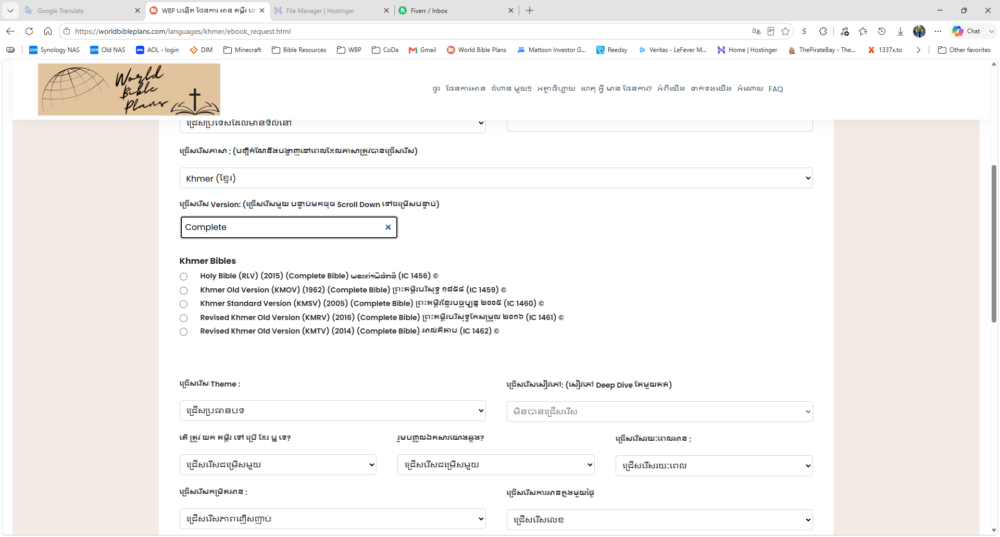 Google Translate
WBP បង្កើត ផែនការ អាន គម្ពីរ
File Manager | Hostinger
Fiverr / Inbox
https://worldbibleplans.com/languages/khmer/ebook_request.html
Chat
Synology NAS
Old NAS
AOL - login
DIM
Minecraft
Bible Resources
WBP
CoDa
Gmail
World Bible Plans
Mattson Investor G...
Reedsy
Veritas - LeFever M...
Home | Hostinger
ThePirateBay - The...
1337x.to
Other favorites
World
Bible
Plans
ផ្ទះ ផែនការអាន ជំហាន មួយៗ អត្ថាធិប្បាយ ហេតុ អ្វី មាន ផែនការ? អំពីយើង ទាក់ទងយើង អំណោយ FAQ
ជ្រើសប្រទេសដែលមានទីលំនៅ
ជ្រើសរើសភាសា : (បញ្ជីកំណែនឹងបង្ហាញនៅពេលដែលភាសាត្រូវបានជ្រើសរើស)
Khmer (ខ្មែរ)
ជ្រើសរើស Version: (ជ្រើសរើសមួយ បន្ទាប់មកចុច Scroll Down ទៅជម្រើសបន្ទាប់)
Complete
Khmer Bibles
Holy Bible (RLV) (2015) (Complete Bible) (IC 1456) ©
Khmer Old Version (KMOV) (1962) (Complete Bible) ព្រះគម្ពីរបរិសុទ្ធ ១៩៥៤ (IC 1459) ©
Khmer Standard Version (KMSV) (2005) (Complete Bible) ព្រះគម្ពីរខ្មែរបច្ចុប្បន្ន ២០០៥ (IC 1460) ©
Revised Khmer Old Version (KMRV) (2016) (Complete Bible) ព្រះគម្ពីរបរិសុទ្ធកែសម្រួល ២០១៦ (IC 1461) ©
Revised Khmer Old Version (KMTV) (2014) (Complete Bible) អាល់គីតាប (IC 1462) ©
ជ្រើសរើស Theme :
ជ្រើសរើសសៀវភៅ: (សៀវភៅ Deep Dive តែមួយគត់)
ជ្រើសប្រធានបទ
មិនបានជ្រើសរើស
តើ ត្រូវ យក គម្ពីរ ទៅ ប្រើ ដែរ ឬ ទេ?
រួមបញ្ចូលឯកសារយោងឆ្លង?
ជ្រើសរើសរយៈពេលអាន :
ជ្រើសរើសជម្រើសមួយ
ជ្រើសរើសជម្រើសមួយ
ជ្រើសរើសរយៈពេល
ជ្រើសរើសកម្រិតអាន :
ជ្រើសរើសការអានក្នុងមួយថ្ងៃ
ជ្រើសរើសភាពញឹកញាប់
ជ្រើសរើសលេខ